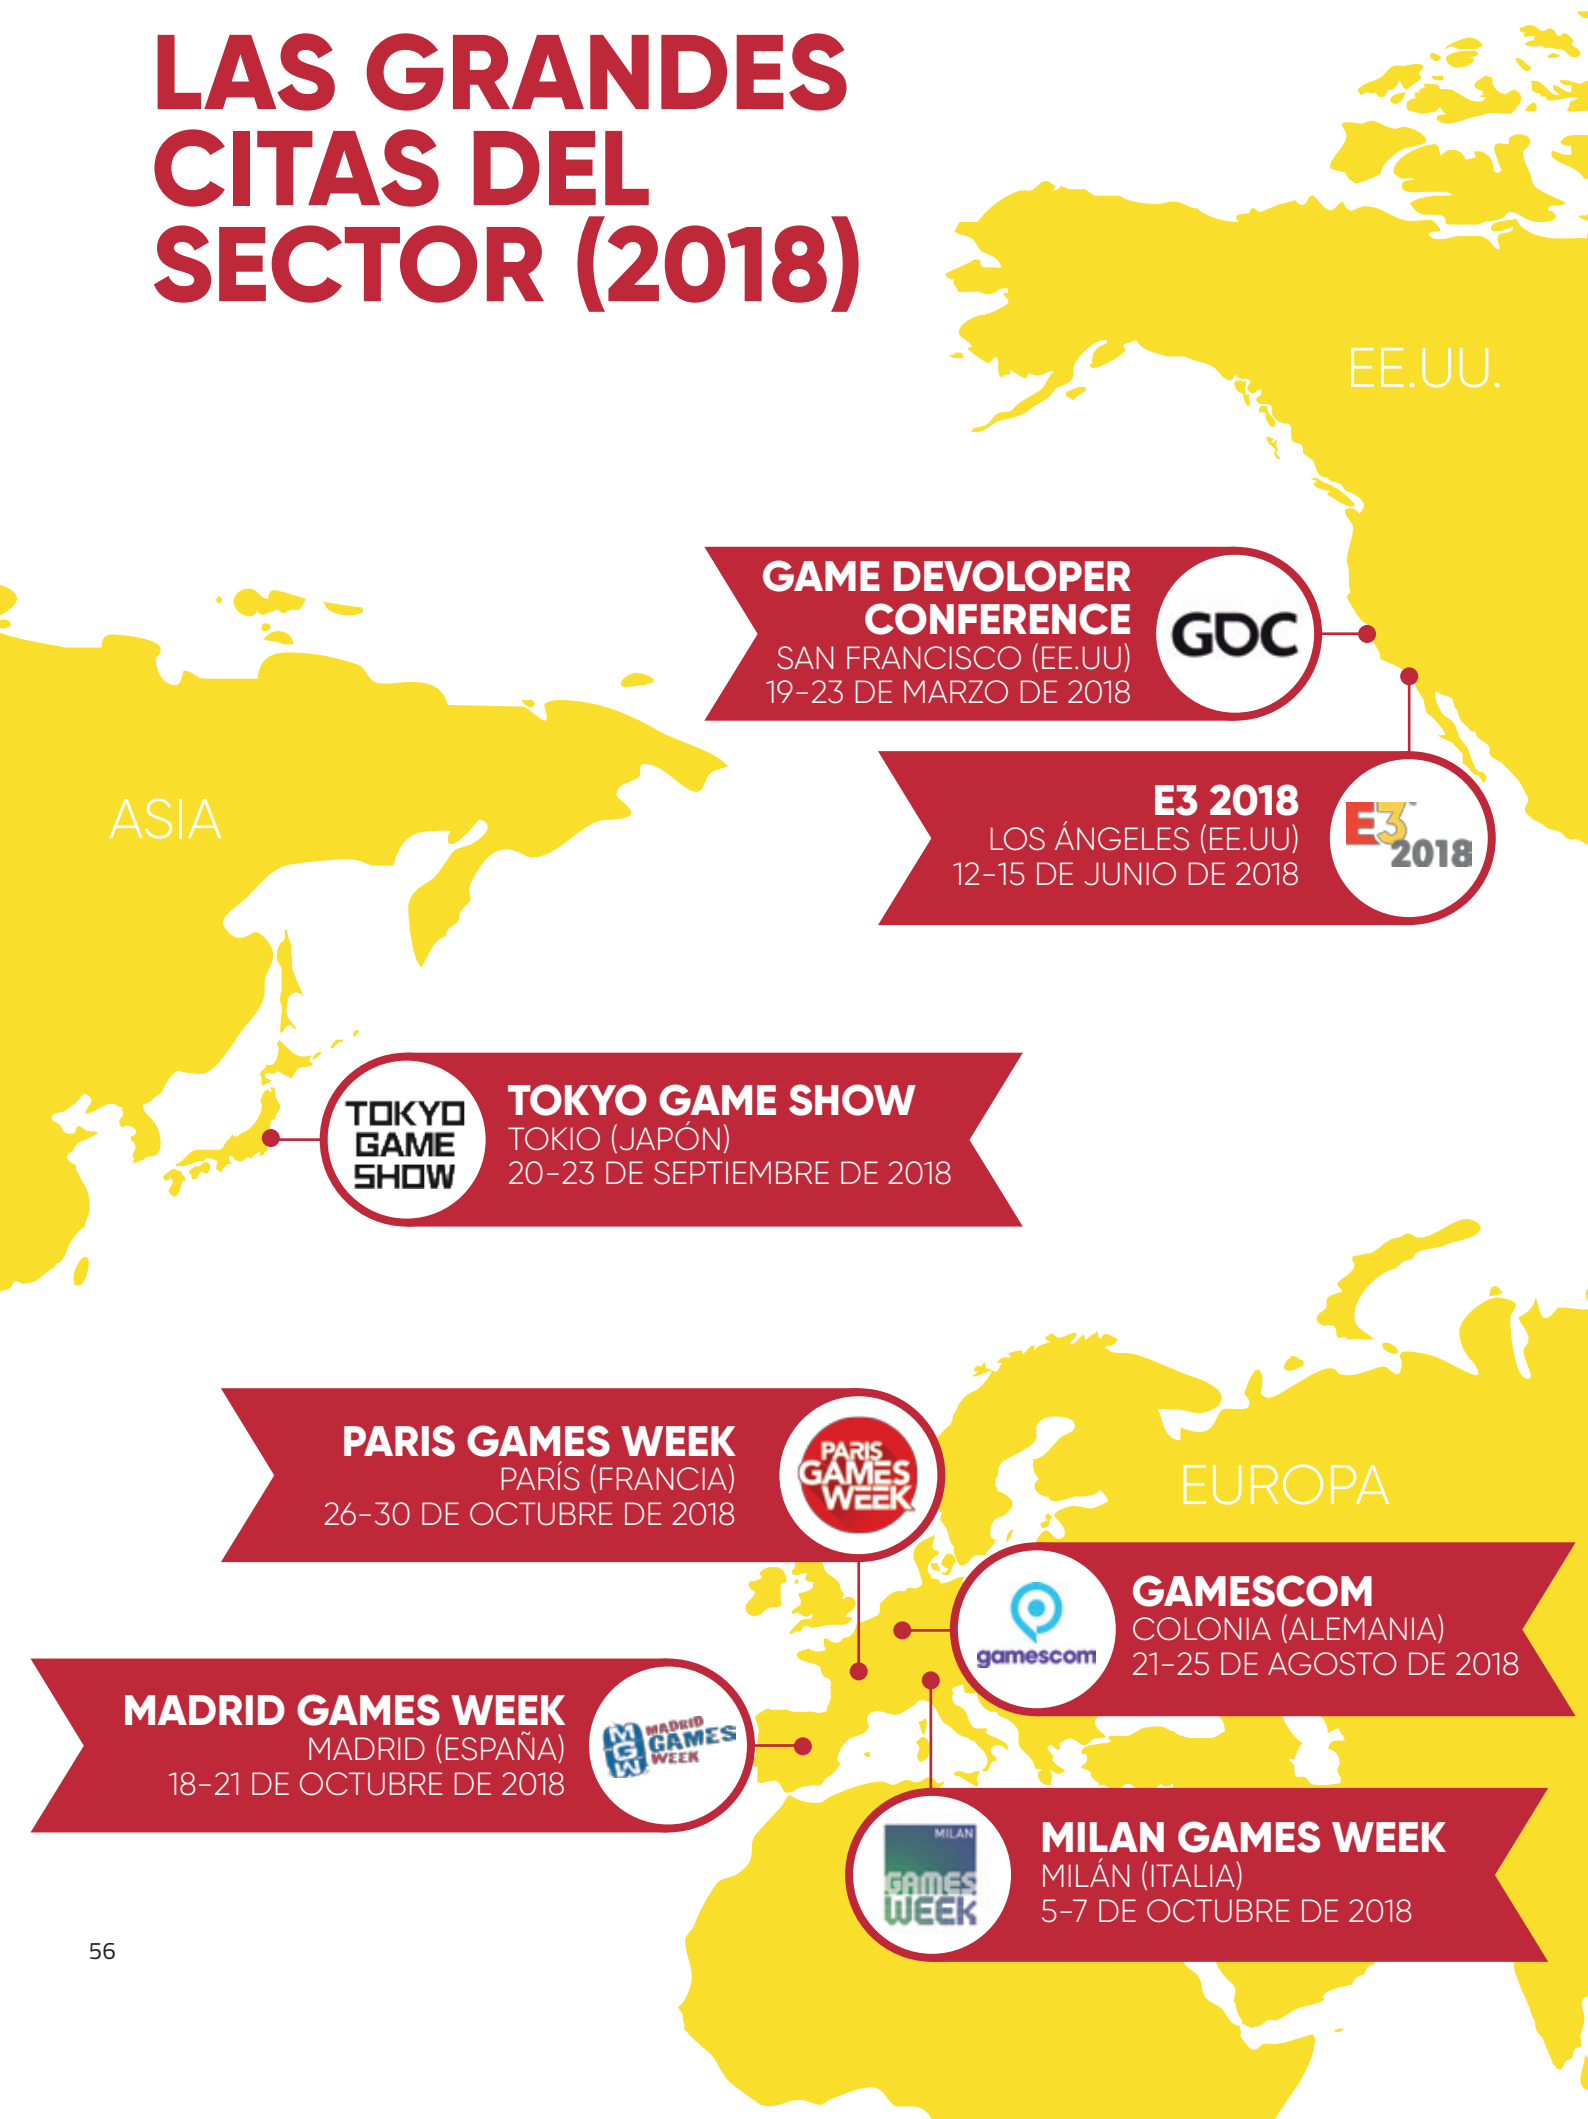 LAS GRANDES
CITAS DEL
SECTOR (2018)
EE.UU.
GAME DEVOLOPER
CONFERENCE
SAN FRANCISCO (EE.UU)
19-23 DE MARZO DE 2018
GDC
E3 2018
LOS ÁNGELES (EE.UU)
12-15 DE JUNIO DE 2018
E3
2018
ASIA
TOKYO
GAME
SHOW
TOKYO GAME SHOW
TOKIO (JAPÓN)
20-23 DE SEPTIEMBRE DE 2018
PARIS GAMES WEEK
PARÍS (FRANCIA)
26-30 DE OCTUBRE DE 2018
PARIS
GAMES
WEEK
EUROPA
gamescom
GAMESCOM
COLONIA (ALEMANIA)
21-25 DE AGOSTO DE 2018
MADRID GAMES WEEK
MADRID (ESPAÑA)
18-21 DE OCTUBRE DE 2018
MGW
MADRID
GAMES
WEEK
MILAN
GAMES
WEEK
MILAN GAMES WEEK
MILÁN (ITALIA)
5-7 DE OCTUBRE DE 2018
56